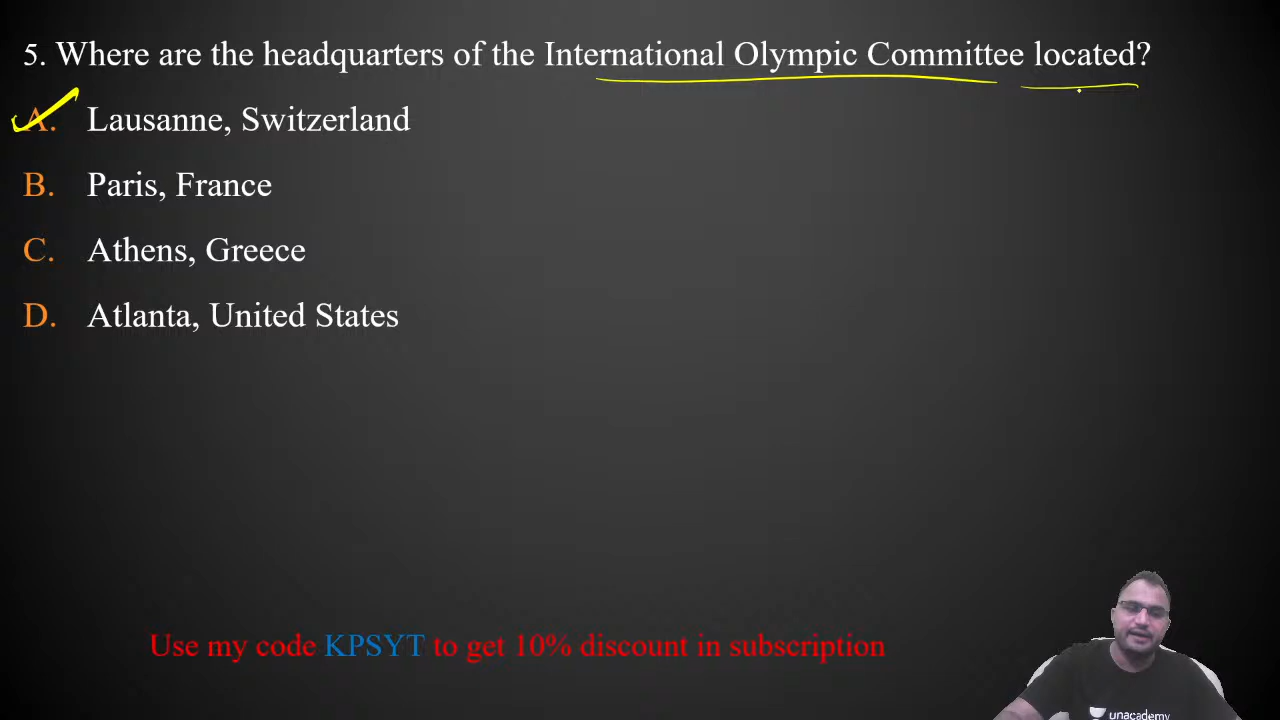 5. Where are the headquarters of the International Olympic Committee located?
A. Lausanne, Switzerland
B. Paris, France
C. Athens, Greece
D. Atlanta, United States
Use my code KPSYT to get 10% discount in subscription
unacademy